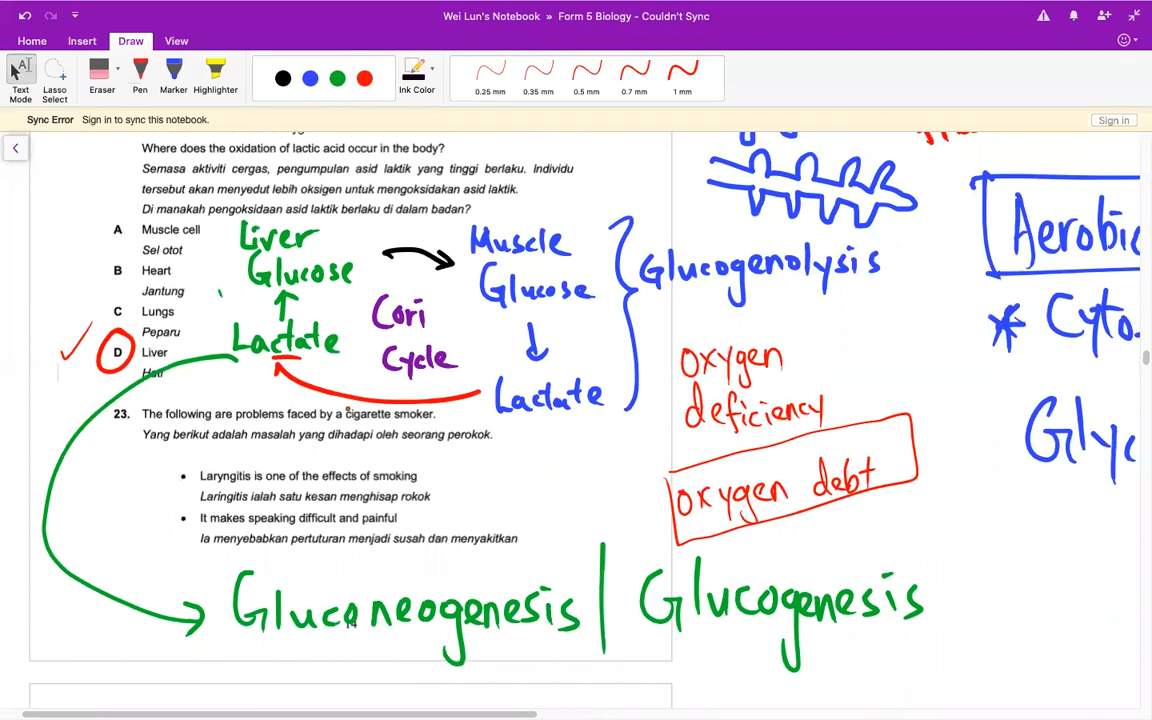 Wei Lun's Notebook » Form 5 Biology - Couldn't Sync
Home Insert Draw View
Text Mode
Lasso Select
Eraser
Pen
Marker
Highlighter
Ink Color
0.25 mm
0.35 mm
0.5 mm
0.7 mm
1 mm
Sync Error Sign in to sync this notebook.
Sign in
Where does the oxidation of lactic acid occur in the body?
Semasa aktiviti cergas, pengumpulan asid laktik yang tinggi berlaku. Individu
tersebut akan menyedut lebih oksigen untuk mengoksidakan asid laktik.
Di manakah pengoksidaan asid laktik berlaku di dalam badan?
A Muscle cell
Sel otot
B Heart
Jantung
C Lungs
Peparu
D Liver
Hati
Liver
Glucose
Lactate
Cori
Cycle
Muscle
Glucose
Lactate
Glucogenolysis
oxygen
deficiency
oxygen debt
Aerobic
* Cyto
Glyc
23. The following are problems faced by a cigarette smoker.
Yang berikut adalah masalah yang dihadapi oleh seorang perokok.
• Laryngitis is one of the effects of smoking
Laringitis ialah satu kesan menghisap rokok
• It makes speaking difficult and painful
Ia menyebabkan pertuturan menjadi susah dan menyakitkan
Gluconeogenesis | Glucogenesis
14